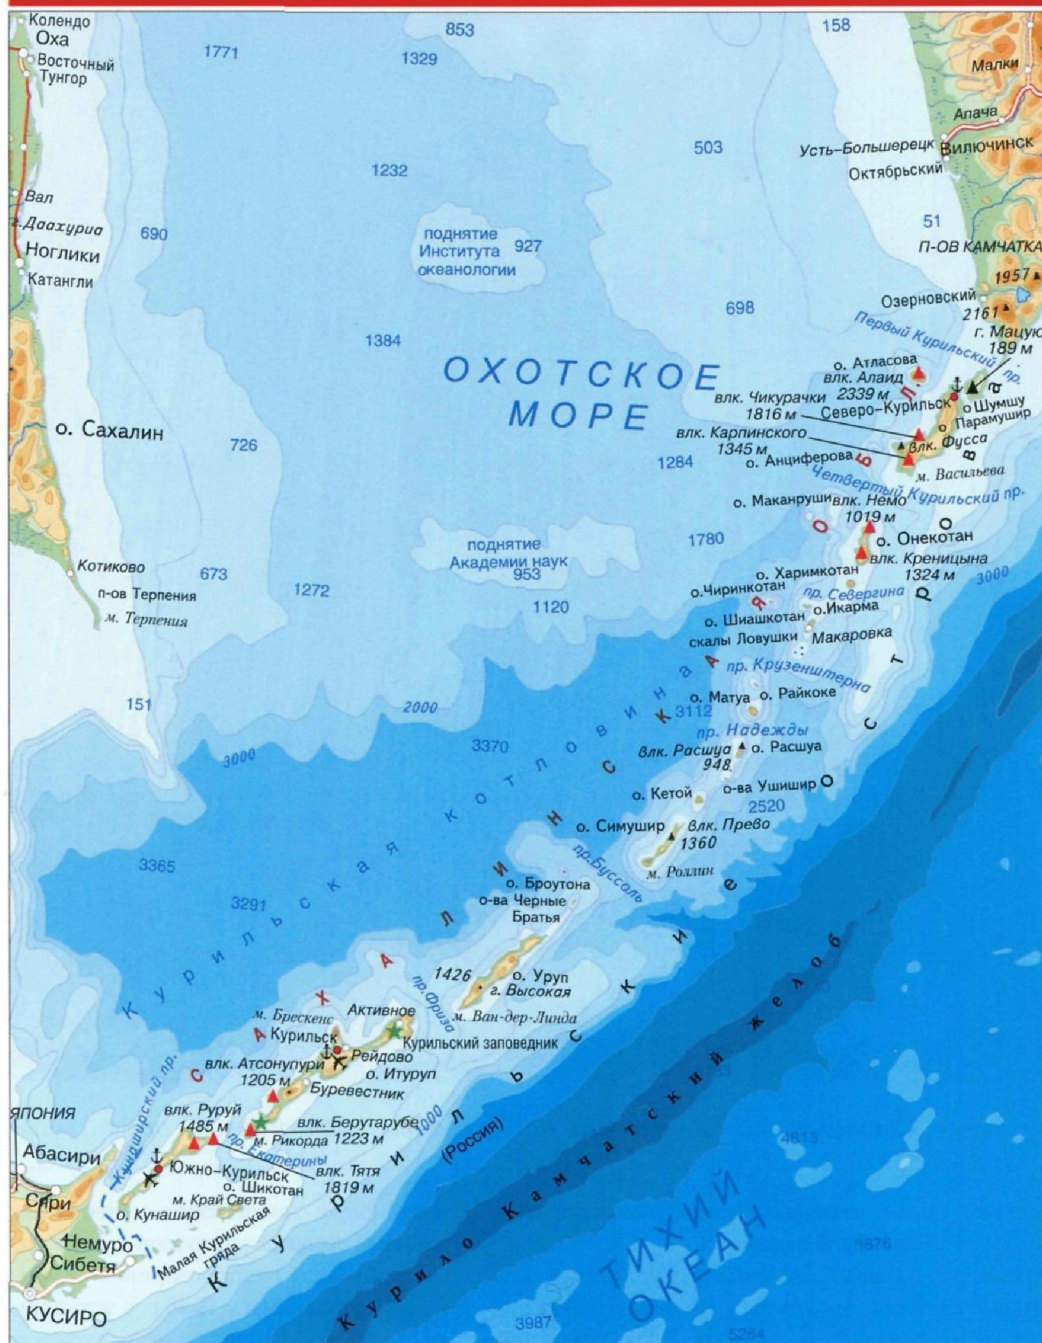 Колендо
Оха
Восточный
Тунгор
853
1771
1329
158
Малки
Апача
Усть-Большерецк
Вилючинск
Октябрьский
503
1232
Вал
г. Даахуриа
Ноглики
Катангли
690
поднятие
Института
океанологии
927
51
П-ОВ КАМЧАТКА
1957
Озерновский
2161
698
1384
Первый Курильский пр.
г. Мацую
189 м
ОХОТСКОЕ
МОРЕ
о. Атласова
влк. Алаид
2339 м
влк. Чикурачки
1816 м
Северо-Курильск
о Шумшу
о Парамушир
влк. Карпинского
1345 м
влк. Фусса
о. Анциферова
м. Васильева
о. Сахалин
726
1284
Четвертый Курильский пр.
о. Маканруши
влк. Немо
1019 м
о. Онекотан
влк. Креницына
1324 м
3000
1780
поднятие
Академии наук
953
Котиково
п-ов Терпения
м. Терпения
673
1272
1120
о. Харимкотан
о.Чиринкотан
пр. Севергина
о.Икарма
о. Шиашкотан
скалы Ловушки
Макаровка
пр. Крузенштерна
151
2000
3000
о. Матуа
о. Райкоке
3112
3370
пр. Надежды
влк. Расшуа
948
о. Расшуа
о. Кетой
о-ва Ушишир
2520
о. Симушир
влк. Прево
1360
м. Роллин
пр.Буссоль
3365
3291
Курильская котловина
о. Броутона
о-ва Черные
Братья
1426
о. Уруп
г. Высокая
пр.Фриза
м. Ван-дер-Линда
м. Брескенс
Активное
Курильск
Курильский заповедник
Рейдово
о. Итуруп
влк. Атсонупури
1205 м
Буревестник
САХАЛИНСКАЯ ОБЛ.
Курильские острова
(Россия)
1000
Курило Камчатский желоб
ЯПОНИЯ
Кунаширский пр.
влк. Руруй
1485 м
влк. Берутарубе
1223 м
м. Рикорда
пр. Екатерины
Абасири
Южно-Курильск
влк. Тятя
1819 м
о. Шикотан
м. Край Света
о. Кунашир
Малая Курильская
гряда
Сяри
Немуро
Сибетя
КУСИРО
4813
ТИХИЙ
ОКЕАН
3987
5264